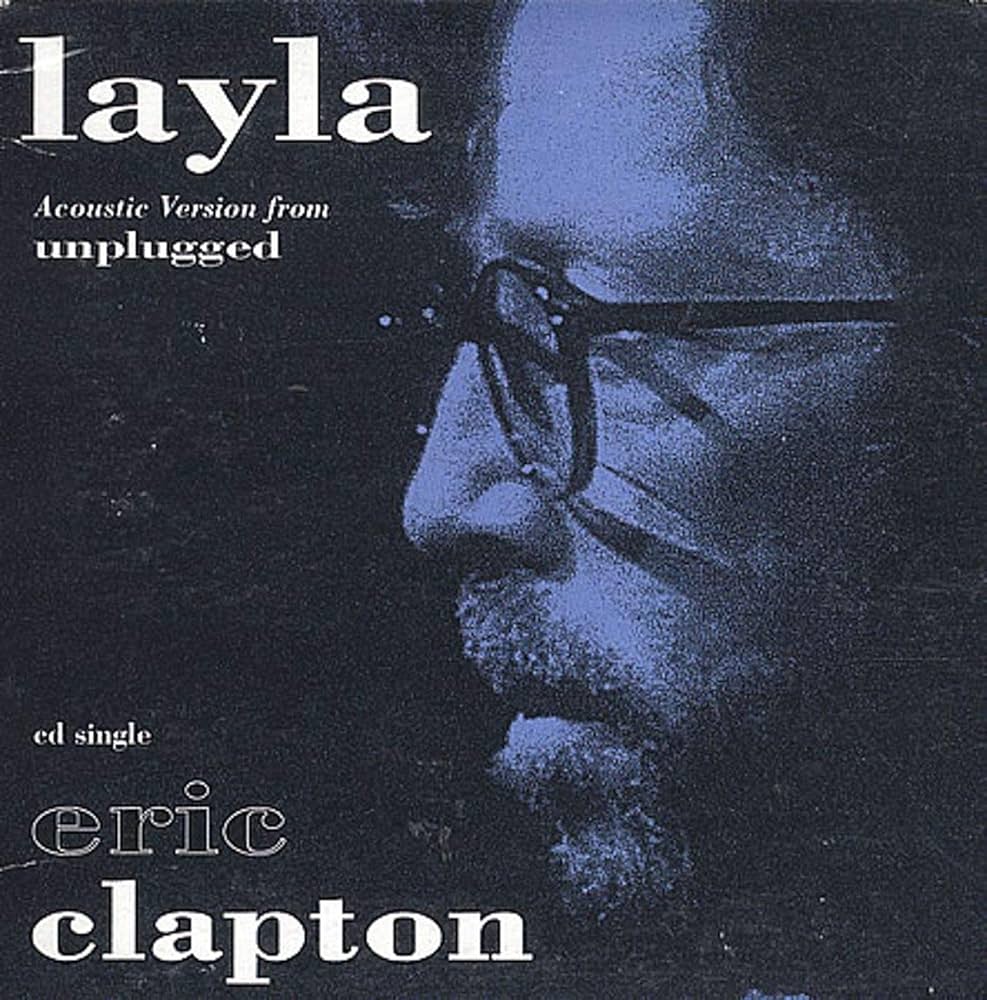 layla
Acoustic Version from
unplugged
cd single
eric
clapton